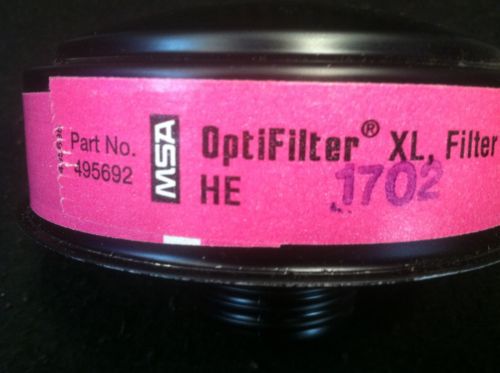 Part No.
495692
MSA
OptiFilter® XL, Filter
HE
1702